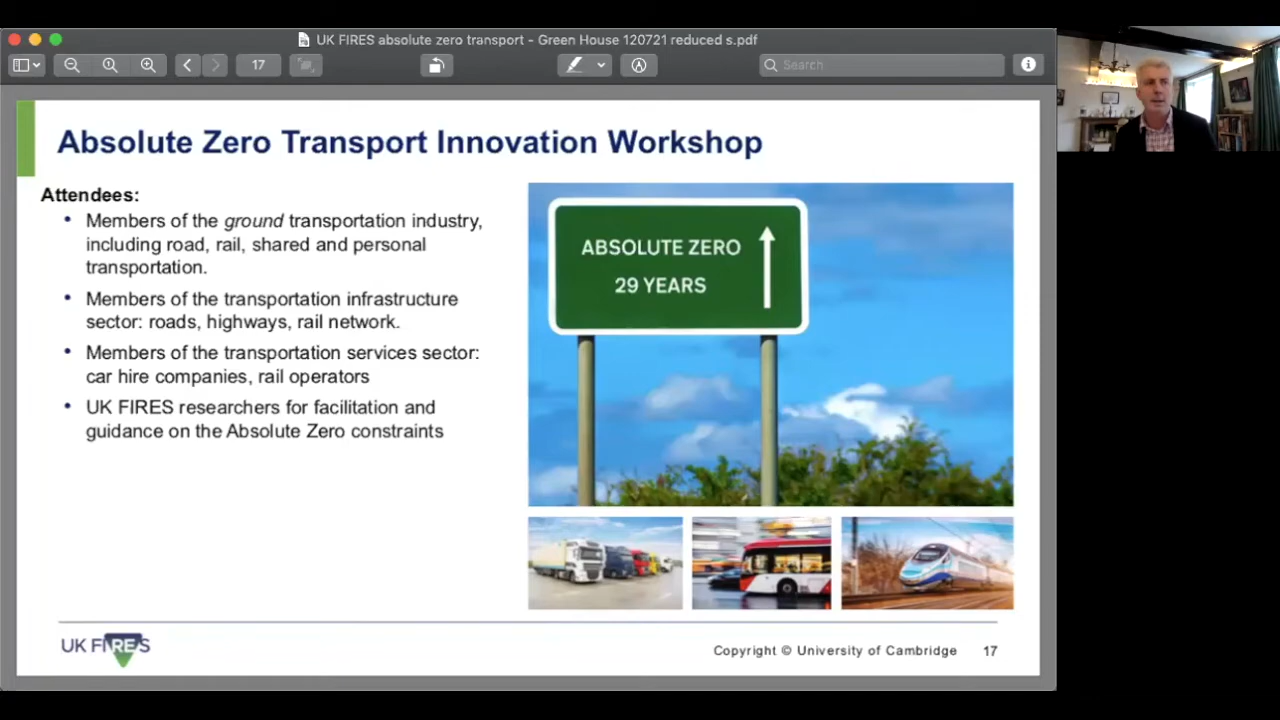 UK FIRES absolute zero transport - Green House 120721 reduced s.pdf
17
Search
Absolute Zero Transport Innovation Workshop
Attendees:
• Members of the ground transportation industry,
including road, rail, shared and personal
transportation.
• Members of the transportation infrastructure
sector: roads, highways, rail network.
• Members of the transportation services sector:
car hire companies, rail operators
• UK FIRES researchers for facilitation and
guidance on the Absolute Zero constraints
ABSOLUTE ZERO
29 YEARS
UK FIRES
Copyright © University of Cambridge
17